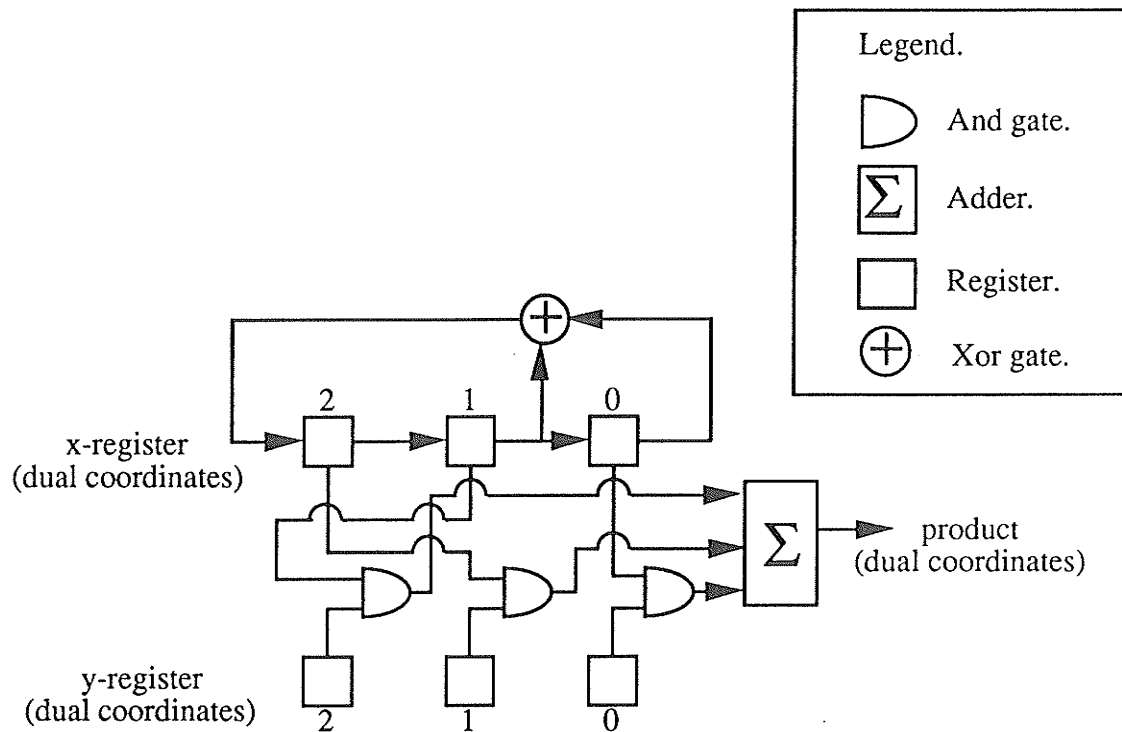 Legend.
And gate.
Σ Adder.
Register.
+ Xor gate.
+
2 1 0
x-register
(dual coordinates)
Σ
product
(dual coordinates)
y-register
(dual coordinates)
2 1 0